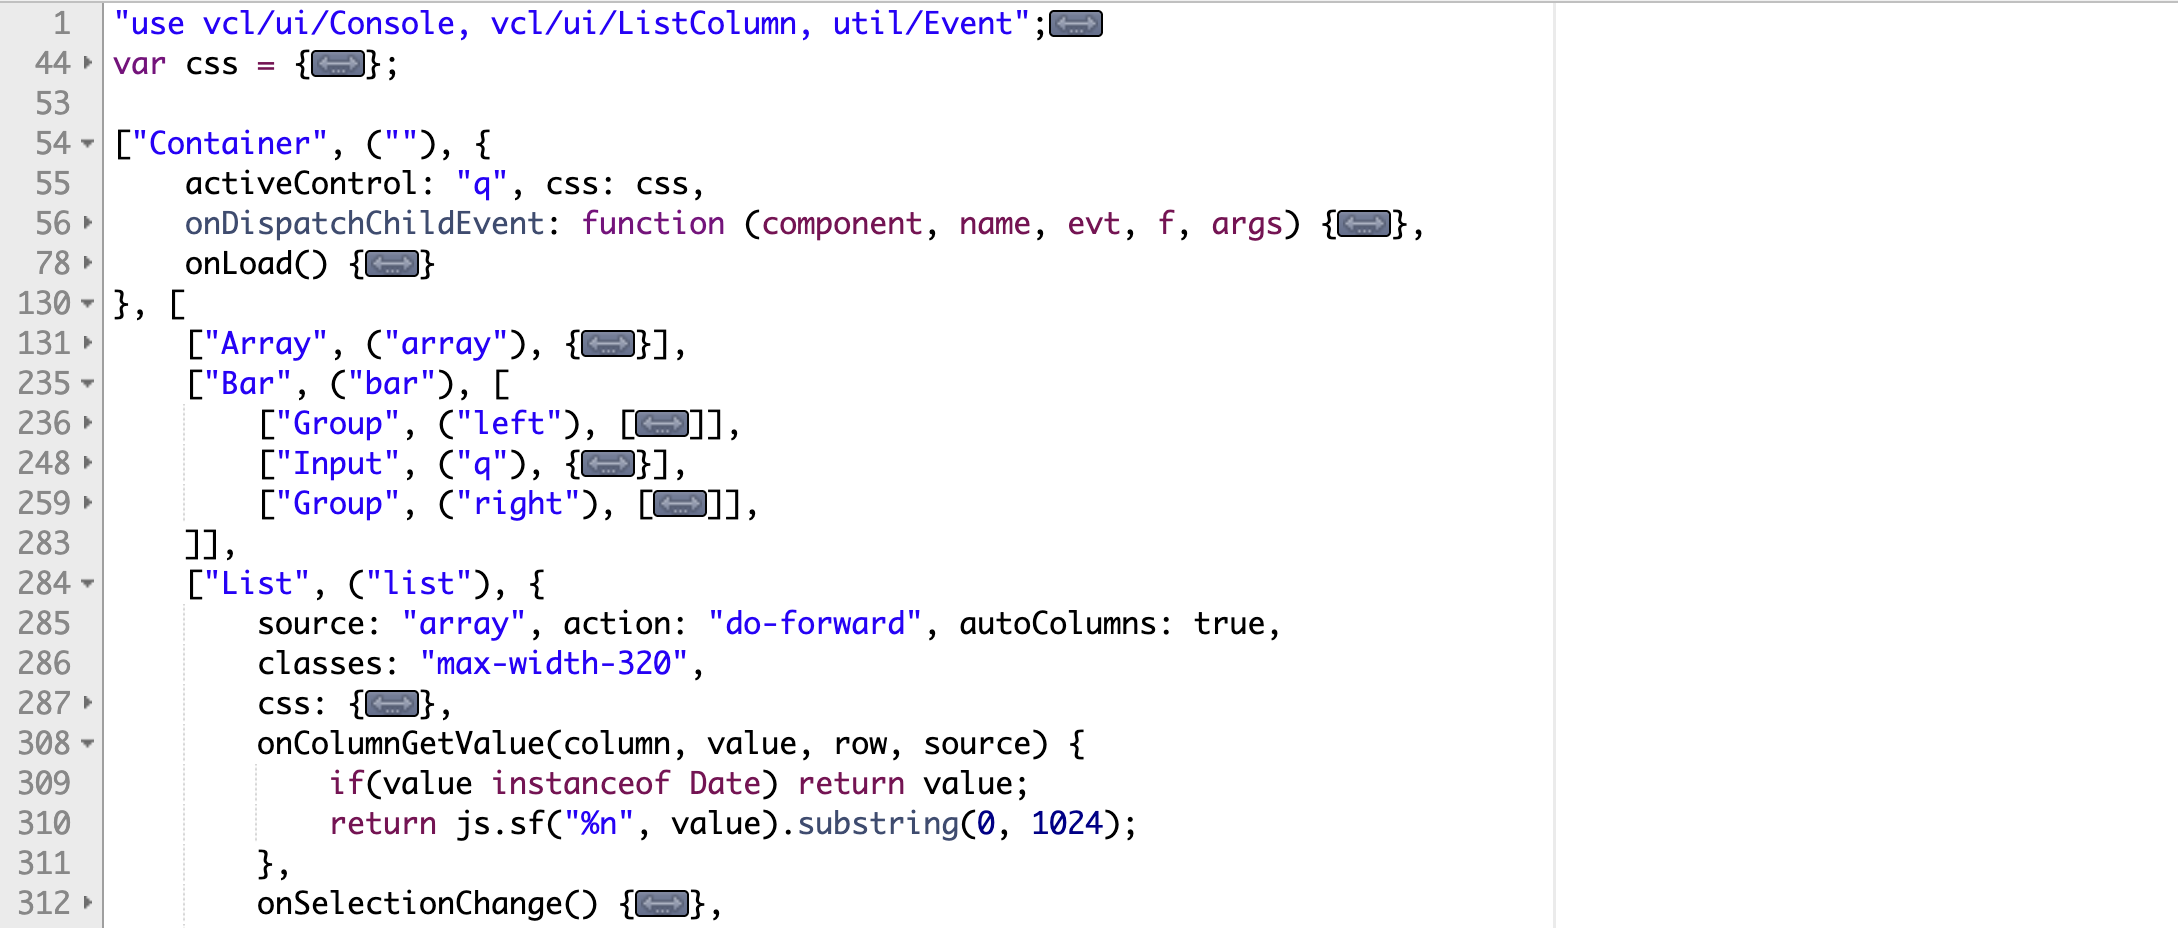 1 "use vcl/ui/Console, vcl/ui/ListColumn, util/Event";
44 var css = {};
53
54 ["Container", (""), {
55 activeControl: "q", css: css,
56 onDispatchChildEvent: function (component, name, evt, f, args) {},
78 onLoad() {}
130 }, [
131 ["Array", ("array"), {}],
235 ["Bar", ("bar"), [
236 ["Group", ("left"), []],
248 ["Input", ("q"), {}],
259 ["Group", ("right"), []],
283 ]],
284 ["List", ("list"), {
285 source: "array", action: "do-forward", autoColumns: true,
286 classes: "max-width-320",
287 css: {},
308 onColumnGetValue(column, value, row, source) {
309 if(value instanceof Date) return value;
310 return js.sf("%n", value).substring(0, 1024);
311 },
312 onSelectionChange() {},